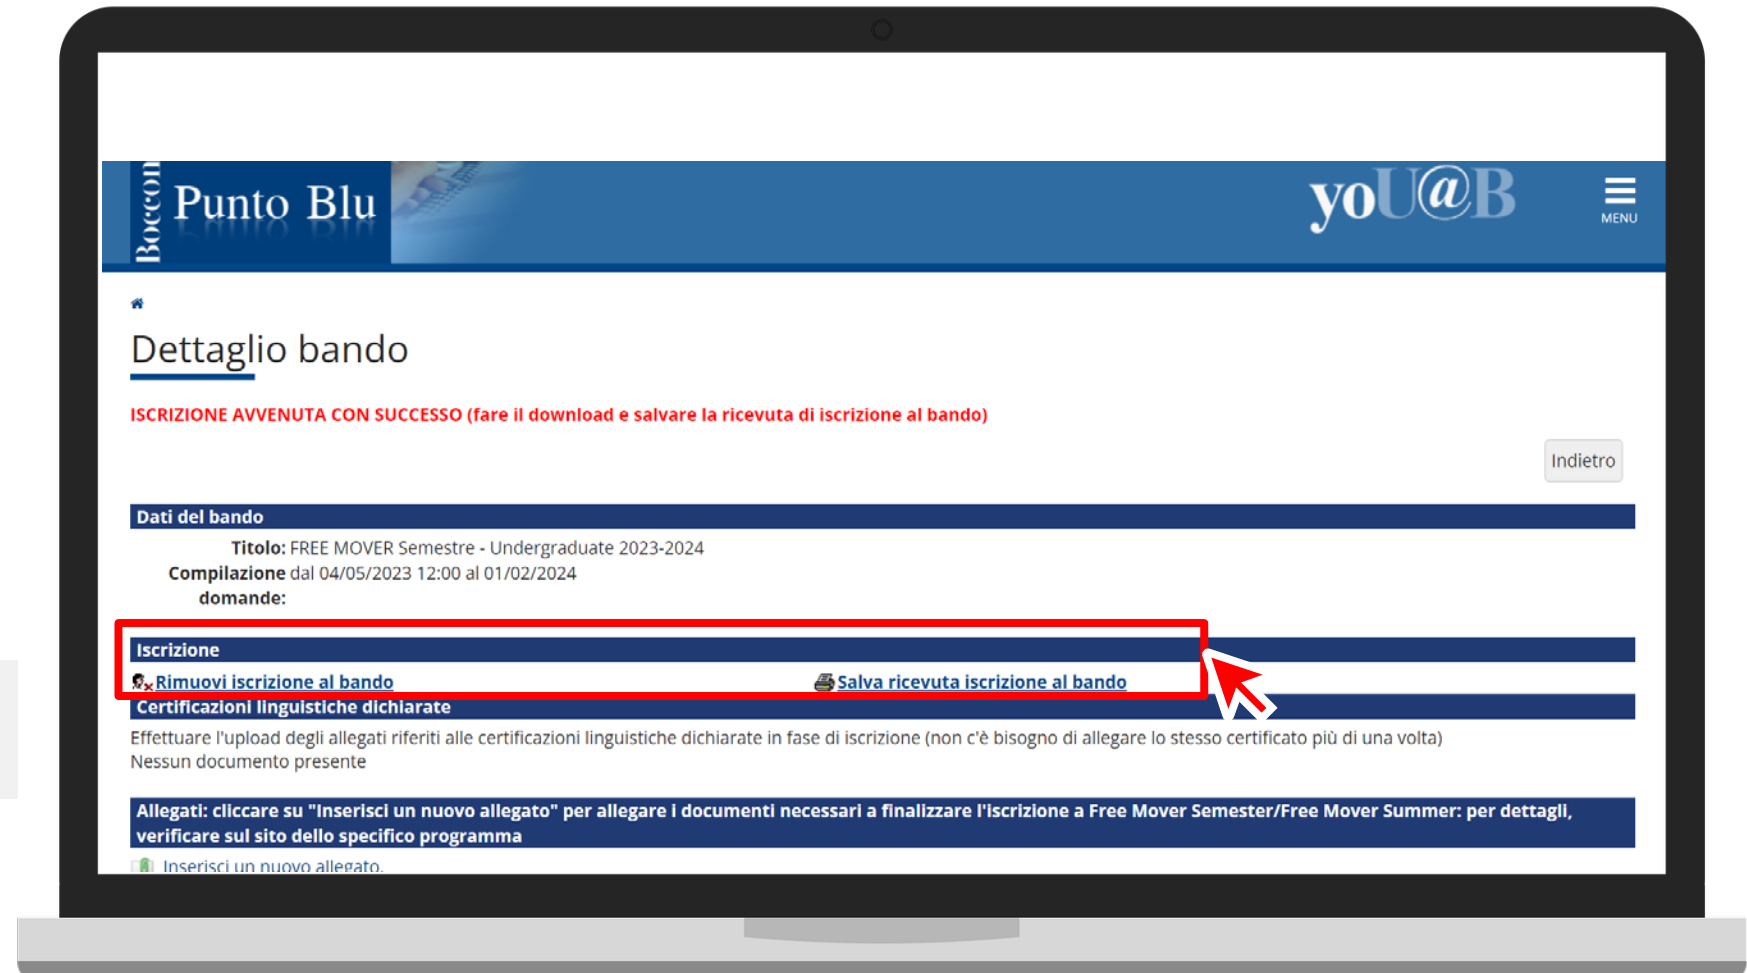 Boccon
Punto Blu
yoU@B
MENU
Dettaglio bando
ISCRIZIONE AVVENUTA CON SUCCESSO (fare il download e salvare la ricevuta di iscrizione al bando)
Indietro
Dati del bando
Titolo: FREE MOVER Semestre - Undergraduate 2023-2024
Compilazione dal 04/05/2023 12:00 al 01/02/2024
domande:
Iscrizione
Rimuovi iscrizione al bando
Salva ricevuta iscrizione al bando
Certificazioni linguistiche dichiarate
Effettuare l'upload degli allegati riferiti alle certificazioni linguistiche dichiarate in fase di iscrizione (non c'è bisogno di allegare lo stesso certificato più di una volta)
Nessun documento presente
Allegati: cliccare su "Inserisci un nuovo allegato" per allegare i documenti necessari a finalizzare l'iscrizione a Free Mover Semester/Free Mover Summer: per dettagli,
verificare sul sito dello specifico programma
Inserisci un nuovo allegato.